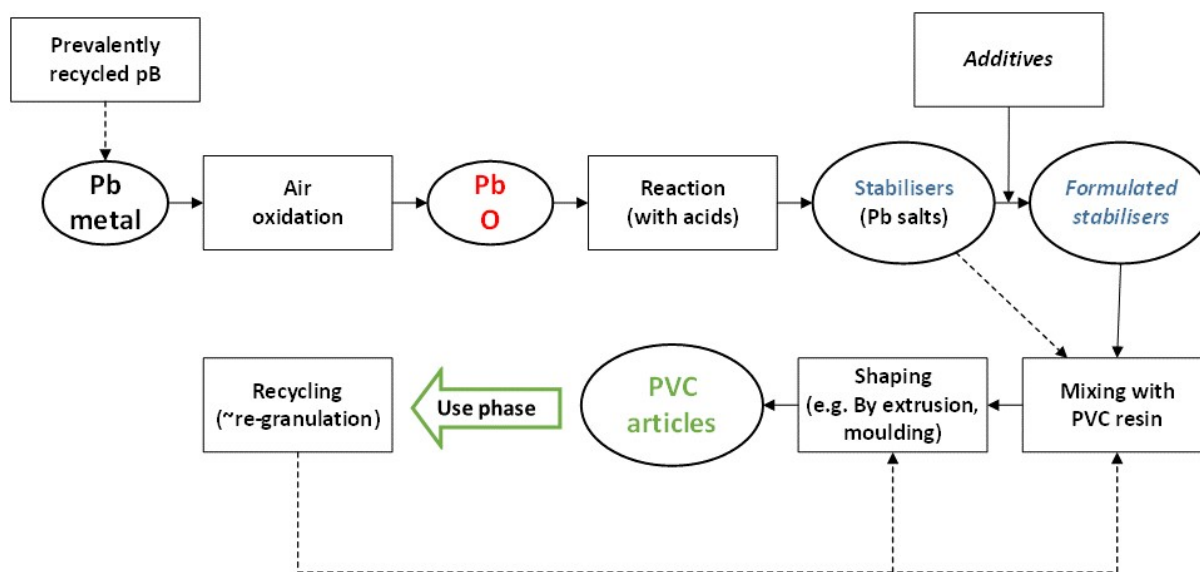 Prevalently
recycled pB
Additives
Pb
metal
Air
oxidation
Pb
O
Reaction
(with acids)
Stabilisers
(Pb salts)
Formulated
stabilisers
Recycling
(~re-granulation)
Use phase
PVC
articles
Shaping
(e.g. By extrusion,
moulding)
Mixing with
PVC resin